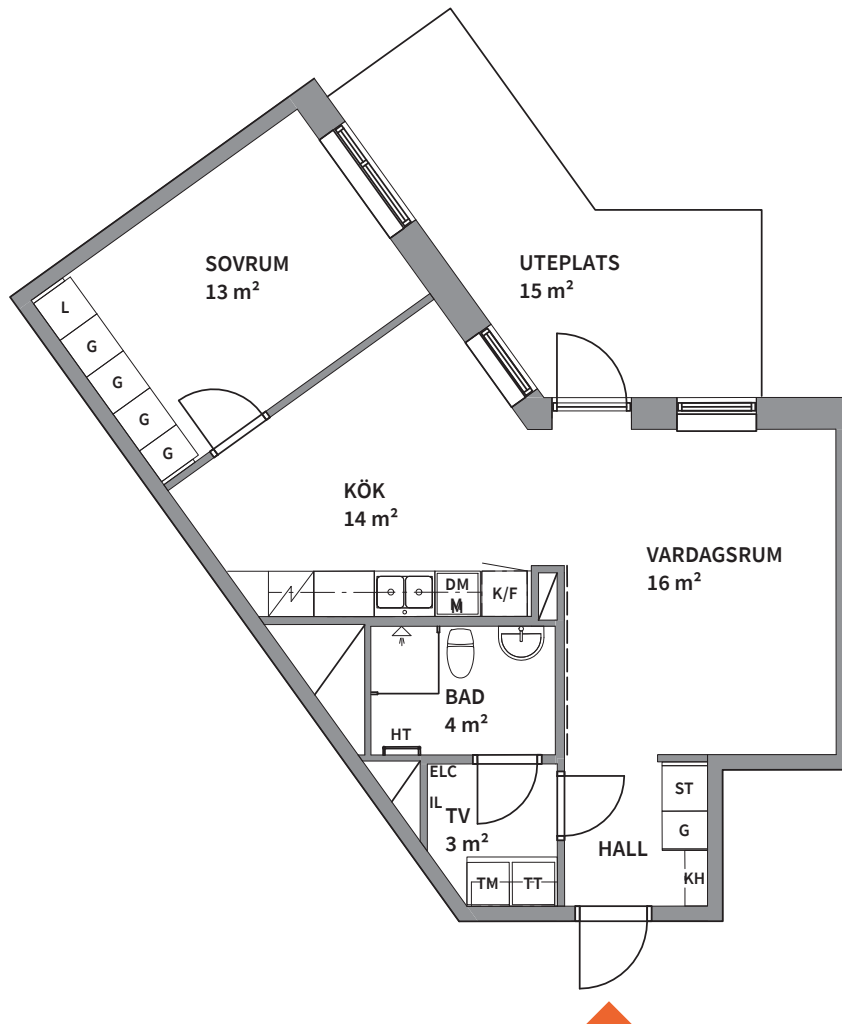 SOVRUM
13 m²
UTEPLATS
15 m²
L
G
G
G
G
KÖK
14 m²
VARDAGSRUM
16 m²
DM
M
K/F
BAD
4 m²
HT
ELC
IL
TV
3 m²
ST
G
HALL
KH
TM
TT